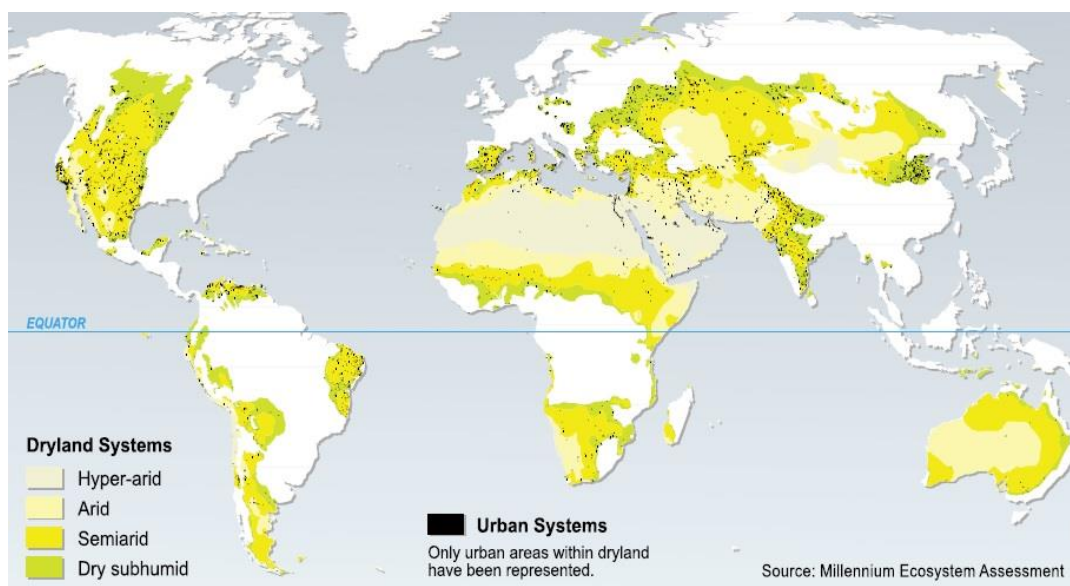 EQUATOR
Dryland Systems
Hyper-arid
Arid
Semiarid
Dry subhumid
Urban Systems
Only urban areas within dryland
have been represented.
Source: Millennium Ecosystem Assessment